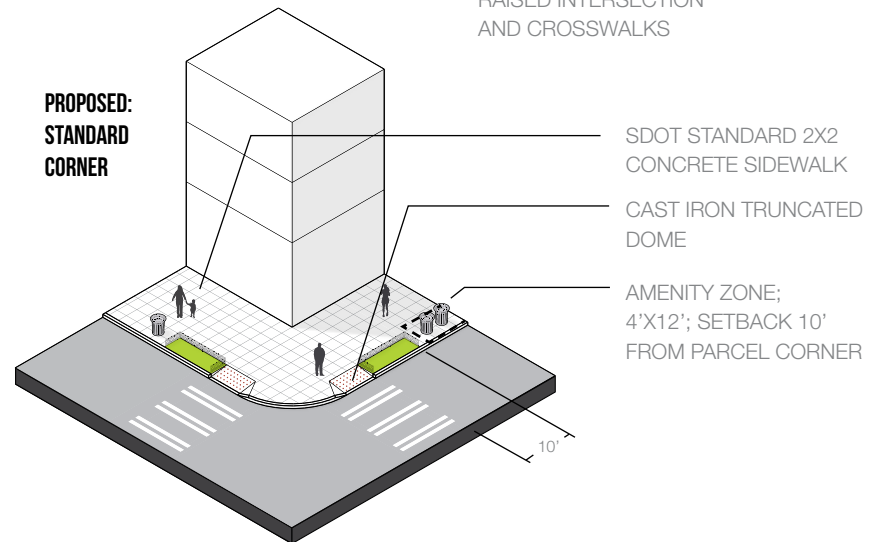 RAISED INTERSECTION
AND CROSSWALKS
PROPOSED:
STANDARD
CORNER
SDOT STANDARD 2X2
CONCRETE SIDEWALK
CAST IRON TRUNCATED
DOME
AMENITY ZONE;
4'X12'; SETBACK 10'
FROM PARCEL CORNER
10'